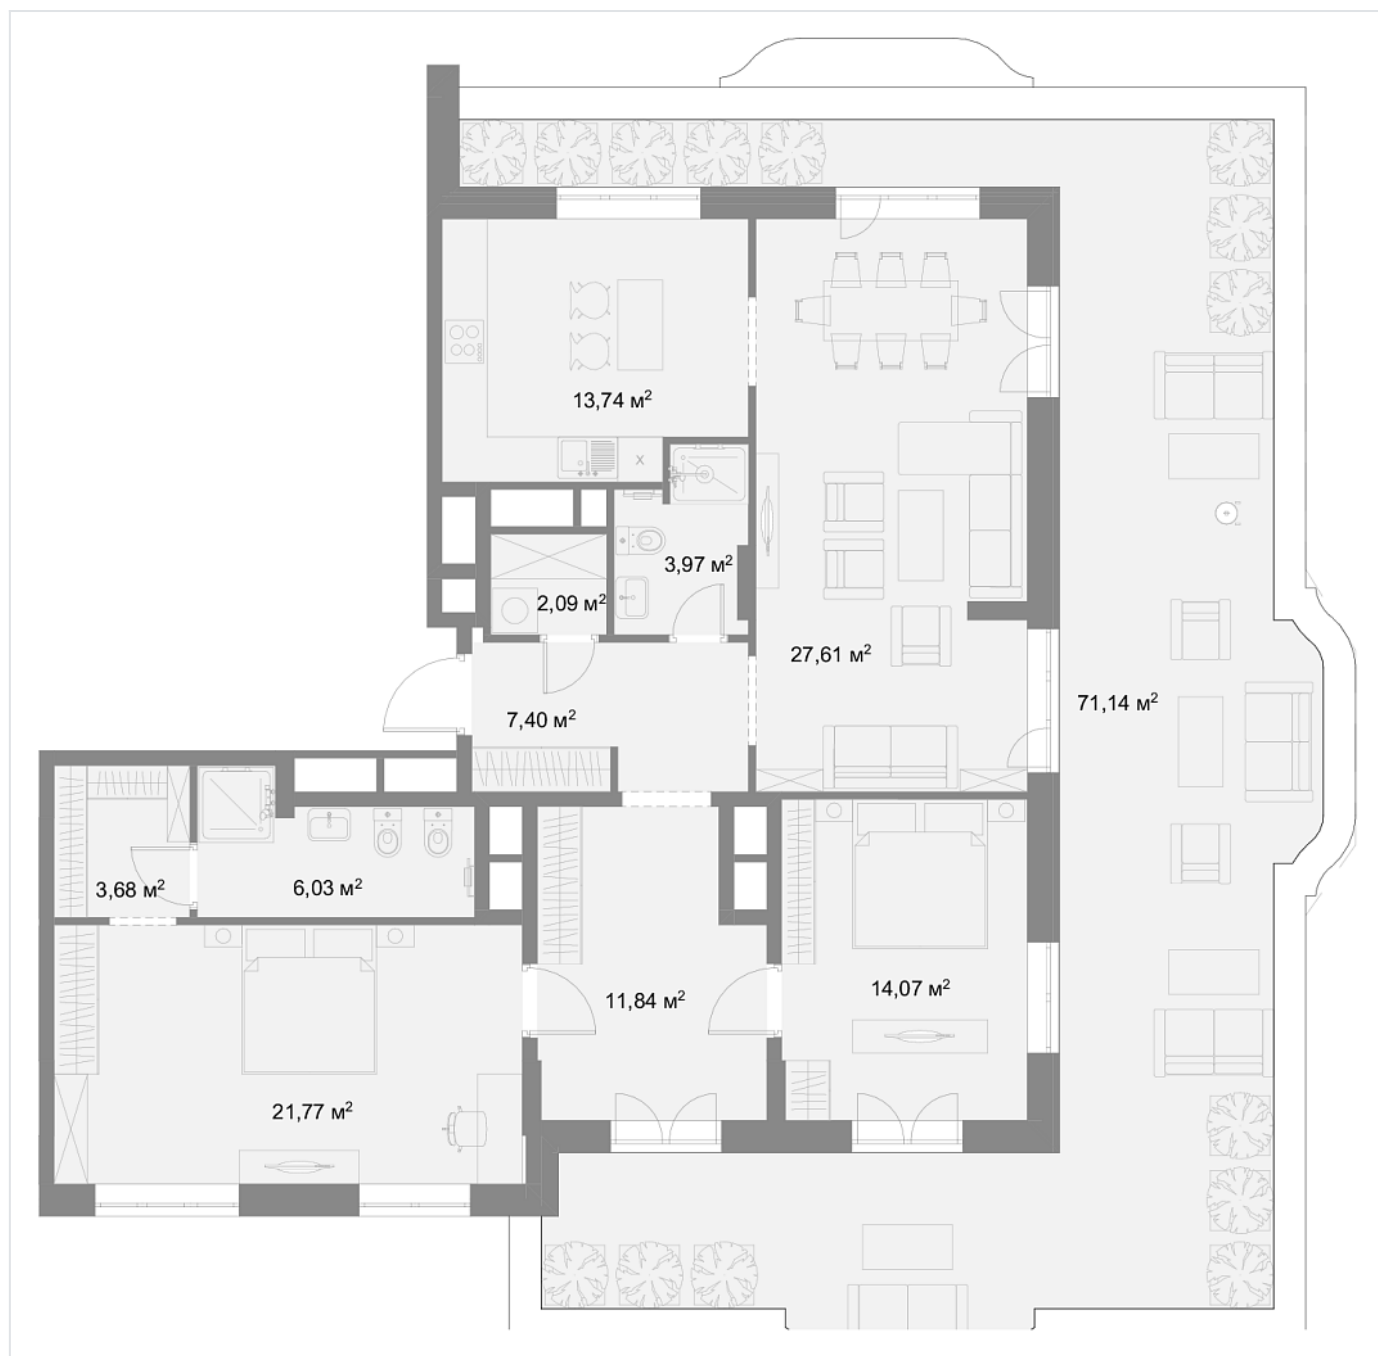 13,74 м²
3,97 м²
2,09 м²
27,61 м²
71,14 м²
7,40 м²
3,68 м²
6,03 м²
14,07 м²
11,84 м²
21,77 м²
X